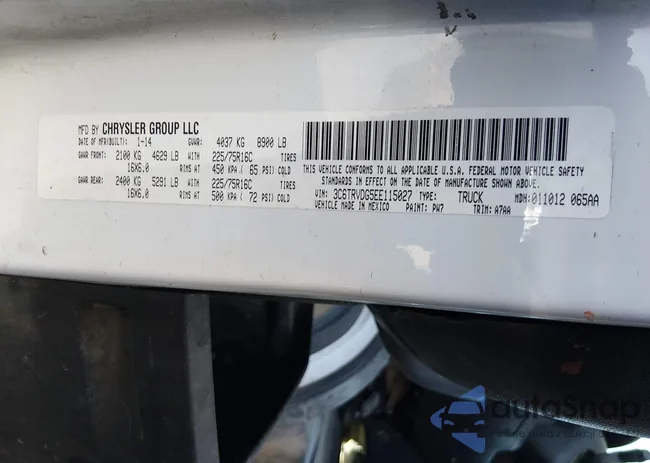 MFD BY CHRYSLER GROUP LLC
DATE OF MFR(BUILT): 1-14 GVWR: 4037 KG 8900 LB
GAWR FRONT: 2100 KG 4629 LB WITH 225/75R16C TIRES
16X6.0 RIMS AT 450 KPA ( 65 PSI) COLD
GAWR REAR: 2400 KG 5291 LB WITH 225/75R16C TIRES
16X6.0 RIMS AT 500 KPA ( 72 PSI) COLD
THIS VEHICLE CONFORMS TO ALL APPLICABLE U.S.A. FEDERAL MOTOR VEHICLE SAFETY
STANDARDS IN EFFECT ON THE DATE OF MANUFACTURE SHOWN ABOVE.
VIN: 3C6TRVDG5EE115027 TYPE: TRUCK MDH: 011012 065AA
VEHICLE MADE IN MEXICO PAINT: PW7 TRIM: A7AA
autoSnap